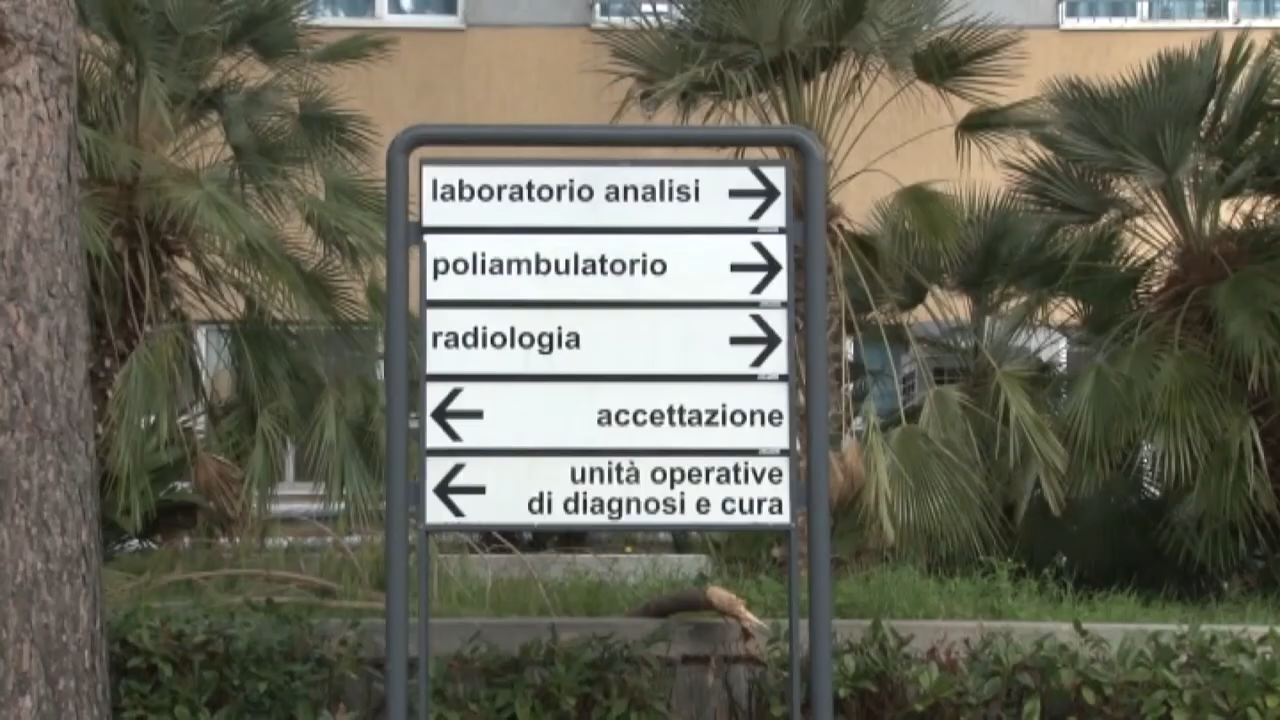 laboratorio analisi
poliambulatorio
radiologia
accettazione
unità operative
di diagnosi e cura